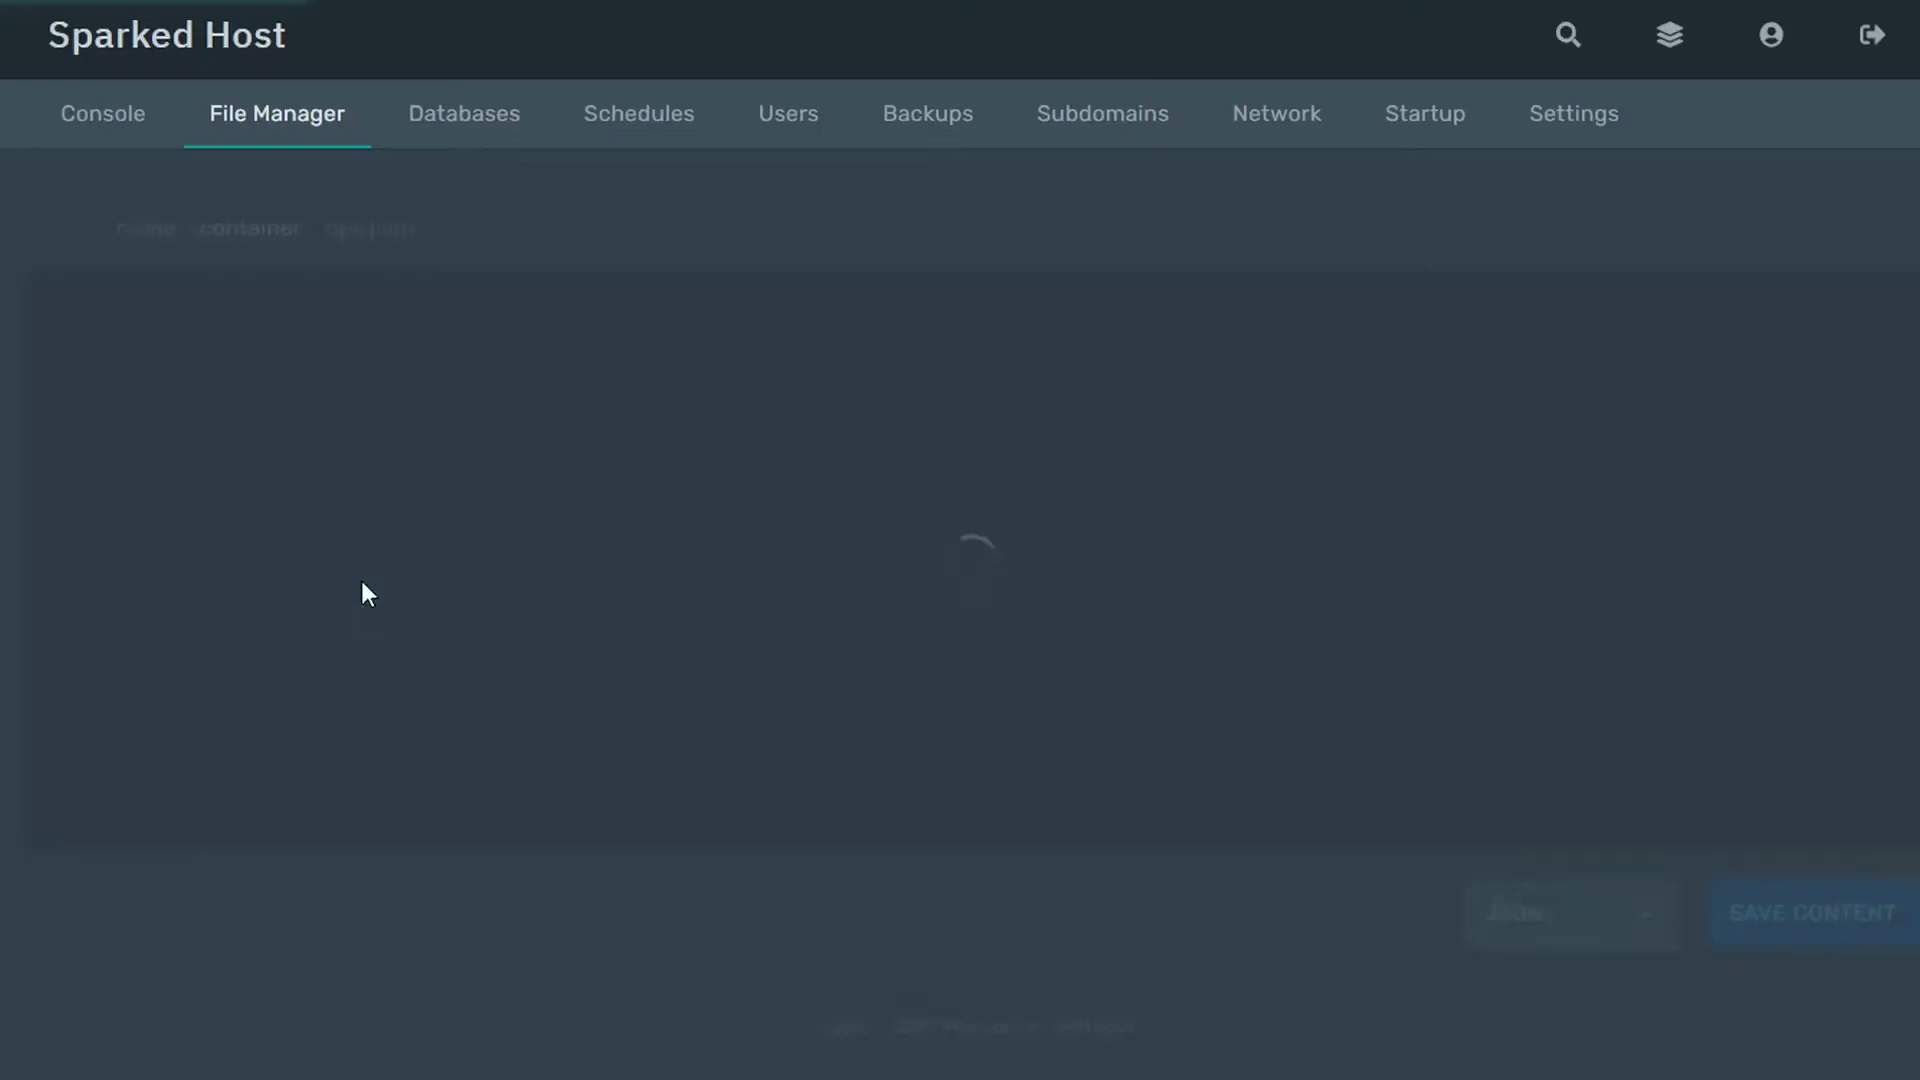 Sparked Host
Console File Manager Databases Schedules Users Backups Subdomains Network Startup Settings
container
SAVE CONTENT